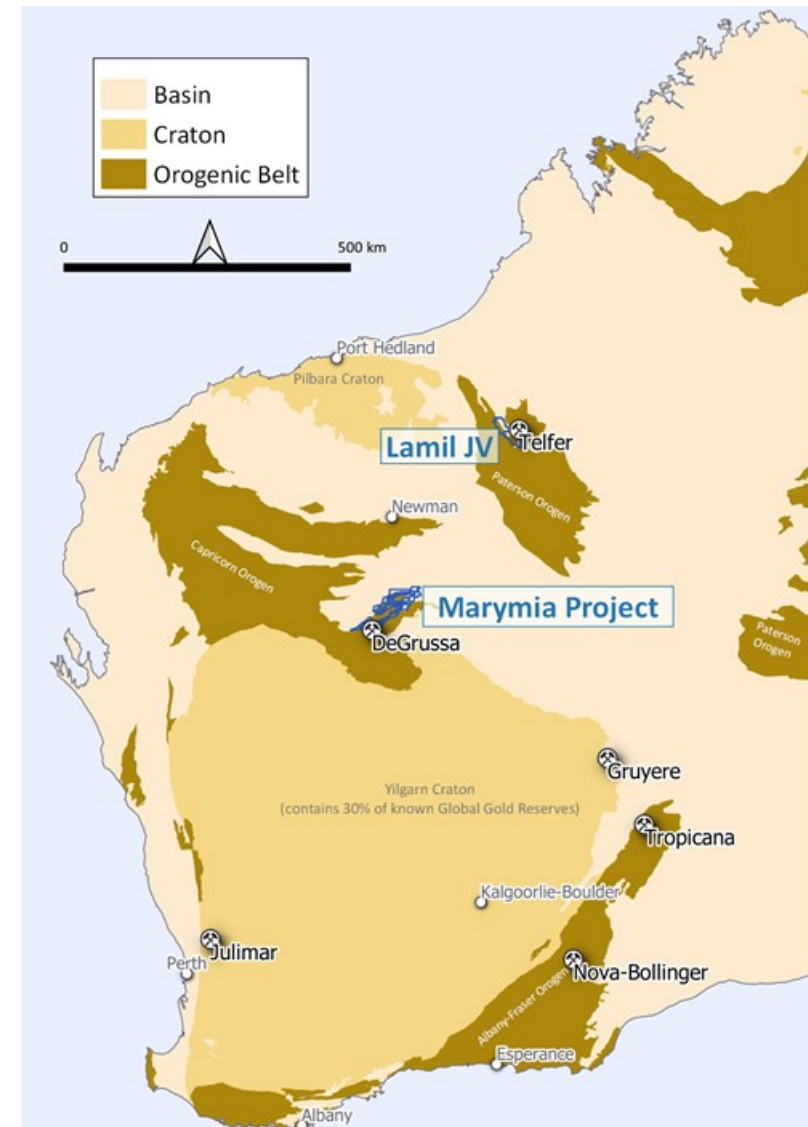 Basin
Craton
Orogenic Belt
0
500 km
Port Hedland
Pilbara Craton
Lamil JV
Telfer
Paterson Orogen
Newman
Capricorn Orogen
Marymia Project
DeGrussa
Paterson
Orogen
Gruyere
Yilgarn Craton
(contains 30% of known Global Gold Reserves)
Tropicana
Kalgoorlie-Boulder
Julimar
Perth
Nova-Bollinger
Albany-Fraser Orogen
Esperance
Albany